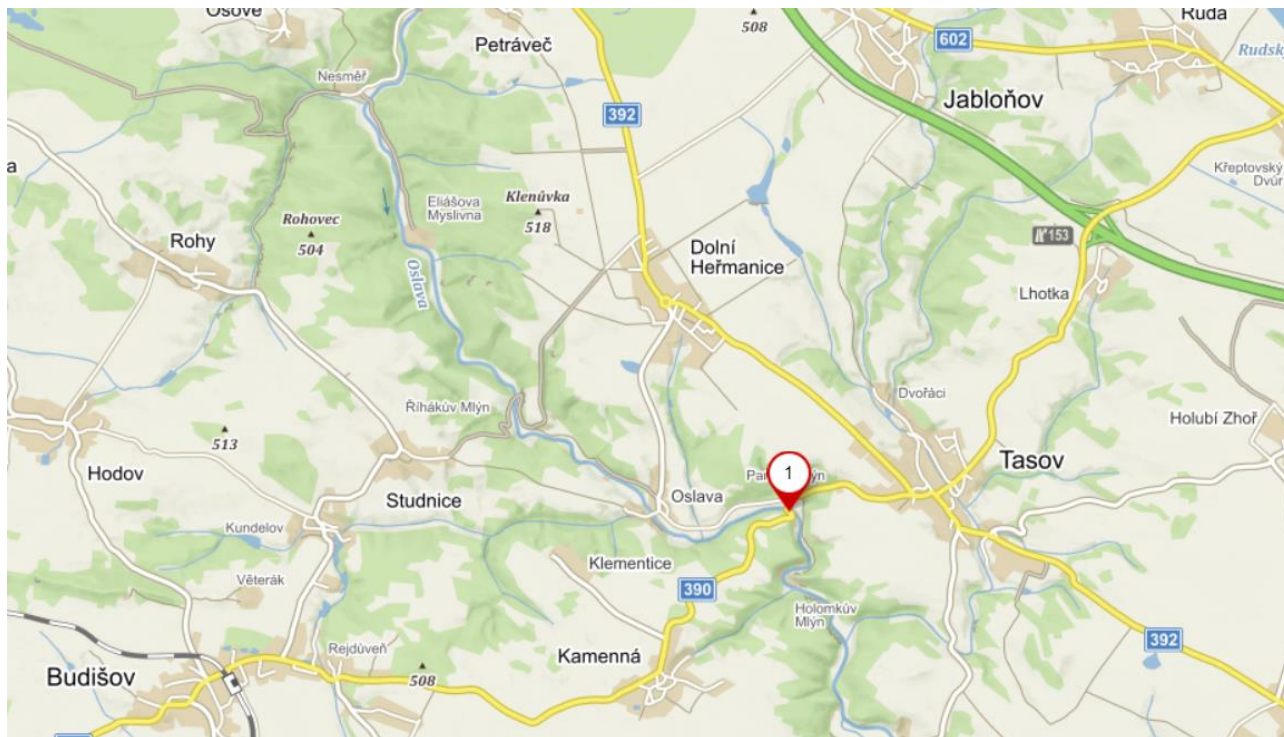 Osové
508
Ruda
Petráveč
602
Rudsk
Nesměř
392
Jabloňov
Křeptovský
Dvůr
a
Eliášova
Myslivna
Klenůvka
518
Rohovec
504
Rohy
Dolní
Heřmanice
153
Oslava
Lhotka
Dvořáci
Říhákův Mlýn
Holubí Zhoř
513
Hodov
Tasov
1
Studnice
Oslava
Kundelov
Klementice
Věterák
390
Holomkův
Mlýn
Rejdůveň
Kamenná
392
508
Budišov